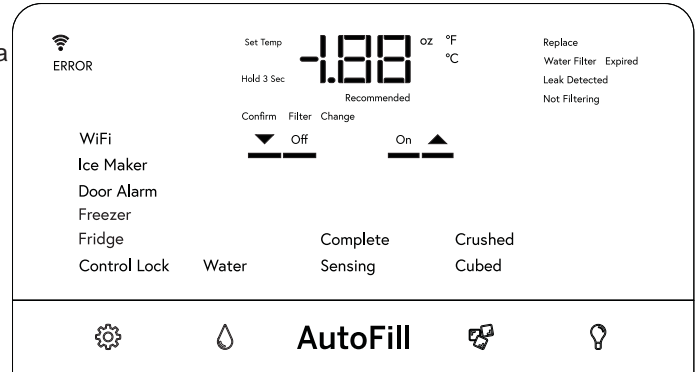 a
ERROR
Set Temp
Hold 3 Sec
-1.88 oz °F
°C
Recommended
Replace
Water Filter Expired
Leak Detected
Not Filtering
Confirm Filter Change
Off On
WiFi
Ice Maker
Door Alarm
Freezer
Fridge Complete Crushed
Control Lock Water Sensing Cubed
AutoFill